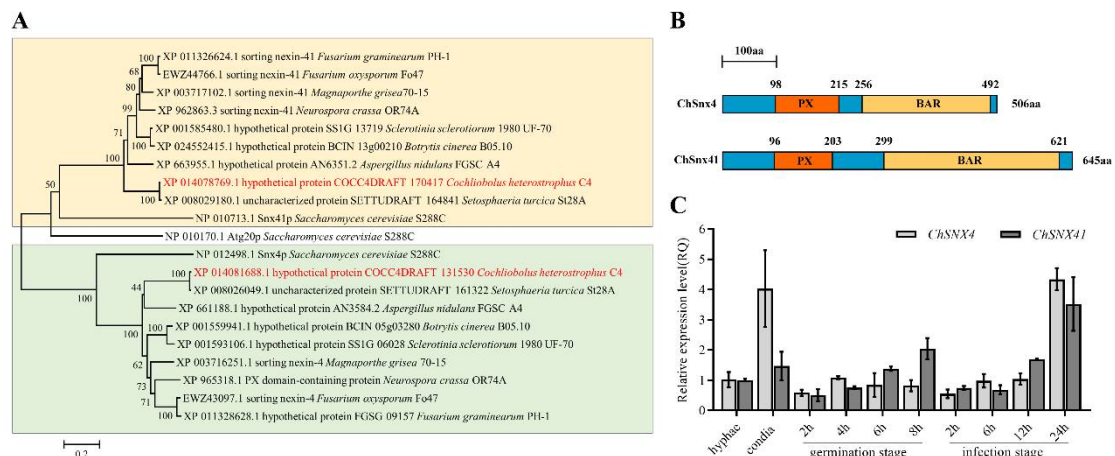 A
XP 011326624.1 sorting nexin-41 Fusarium graminearum PH-1
EWZ44766.1 sorting nexin-41 Fusarium oxysporum Fo47
XP 003717102.1 sorting nexin-41 Magnaporthe grisea70-15
XP 962863.3 sorting nexin-41 Neurospora crassa OR74A
XP 001585480.1 hypothetical protein SS1G 13719 Sclerotinia sclerotiorum 1980 UF-70
XP 024552415.1 hypothetical protein BCIN 13g00210 Botrytis cinerea B05.10
XP 663955.1 hypothetical protein AN6351.2 Aspergillus nidulans FGSC A4
XP 014078769.1 hypothetical protein COCC4DRAFT 170417 Cochliobolus heterostrophus C4
XP 008029180.1 uncharacterized protein SETTUDRAFT 164841 Setosphaeria turcica St28A
NP 010713.1 Snx41p Saccharomyces cerevisiae S288C
NP 010170.1 Atg20p Saccharomyces cerevisiae S288C
NP 012498.1 Snx4p Saccharomyces cerevisiae S288C
XP 014081688.1 hypothetical protein COCC4DRAFT 131530 Cochliobolus heterostrophus C4
XP 008026049.1 uncharacterized protein SETTUDRAFT 161322 Setosphaeria turcica St28A
XP 661188.1 hypothetical protein AN3584.2 Aspergillus nidulans FGSC A4
XP 001559941.1 hypothetical protein BCIN 05g03280 Botrytis cinerea B05.10
XP 001593106.1 hypothetical protein SS1G 06028 Sclerotinia sclerotiorum 1980 UF-70
XP 003716251.1 sorting nexin-4 Magnaporthe grisea 70-15
XP 965318.1 PX domain-containing protein Neurospora crassa OR74A
EWZ43097.1 sorting nexin-4 Fusarium oxysporum Fo47
XP 011328628.1 hypothetical protein FGSG 09157 Fusarium graminearum PH-1
100
68
80
99
71
100
100
50
100
100
44
100
100
62
73
71
100
0.2
B
100aa
98 215 256 492
ChSnx4 PX BAR 506aa
96 203 299 621
ChSnx41 PX BAR 645aa
C
ChSNX4 ChSNX41
Relative expression level(RQ)
6
5
4
3
2
1
0
hyphae condia 2h 4h 6h 8h 2h 6h 12h 24h
germination stage infection stage